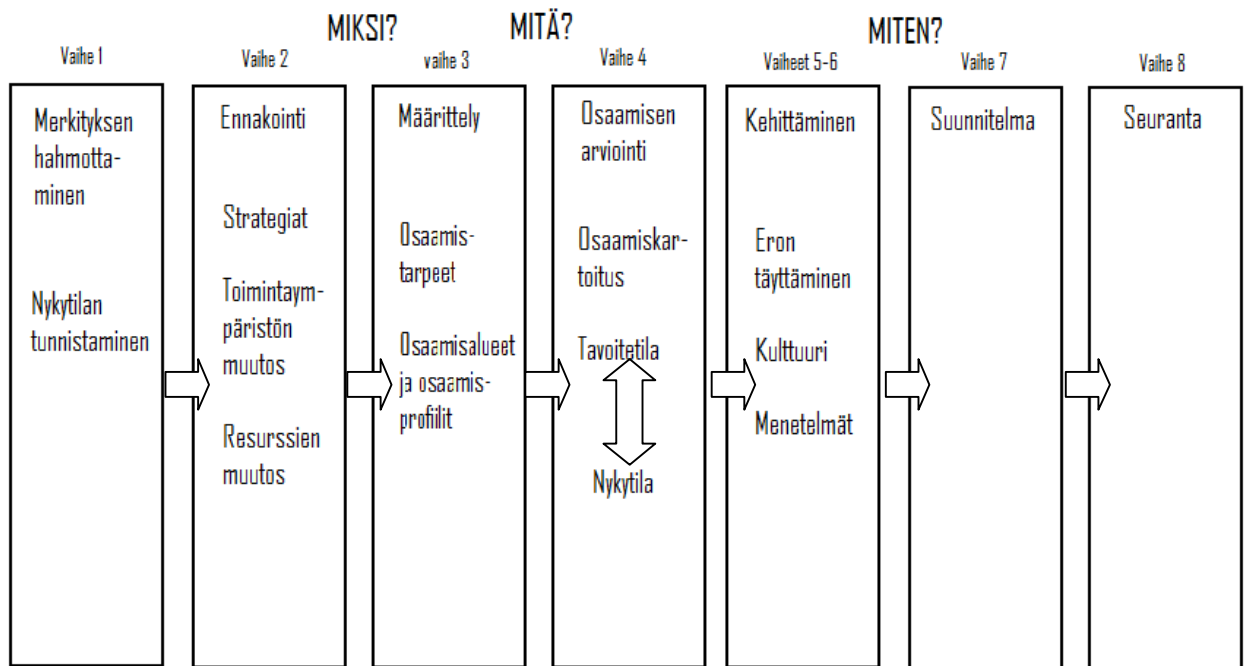 MIKSI?
MITÄ?
MITEN?
Vaihe 1
Vaihe 2
vaihe 3
Vaihe 4
Vaiheet 5-6
Vaihe 7
Vaihe 8
Merkityksen
hahmotta-
minen
Nykytilan
tunnistaminen
Ennakointi
Strategiat
Toimintaym-
päristön
muutos
Resurssien
muutos
Määrittely
Osaamis-
tarpeet
Osaamisalueet
ja osaamis-
profiilit
Osaamisen
arviointi
Osaamiskar-
toitus
Tavoitetila
Nykytila
Kehittäminen
Eron
täyttäminen
Kulttuuri
Menetelmät
Suunnitelma
Seuranta